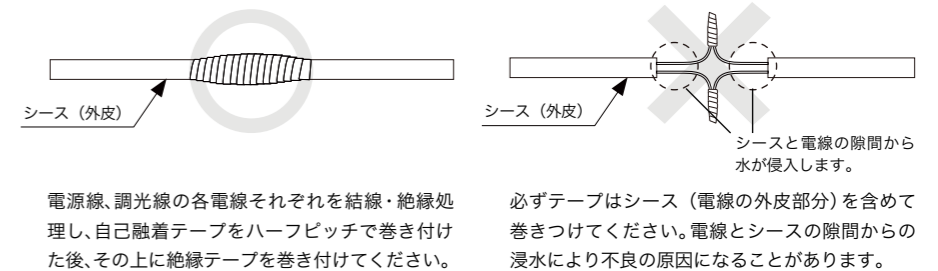 シース（外皮）
電源線、調光線の各電線それぞれを結線・絶縁処
理し、自己融着テープをハーフピッチで巻き付け
た後、その上に絶縁テープを巻き付けてください。
シース（外皮）
シースと電線の隙間から
水が侵入します。
必ずテープはシース（電線の外皮部分）を含めて
巻きつけてください。電線とシースの隙間からの
浸水により不良の原因になることがあります。